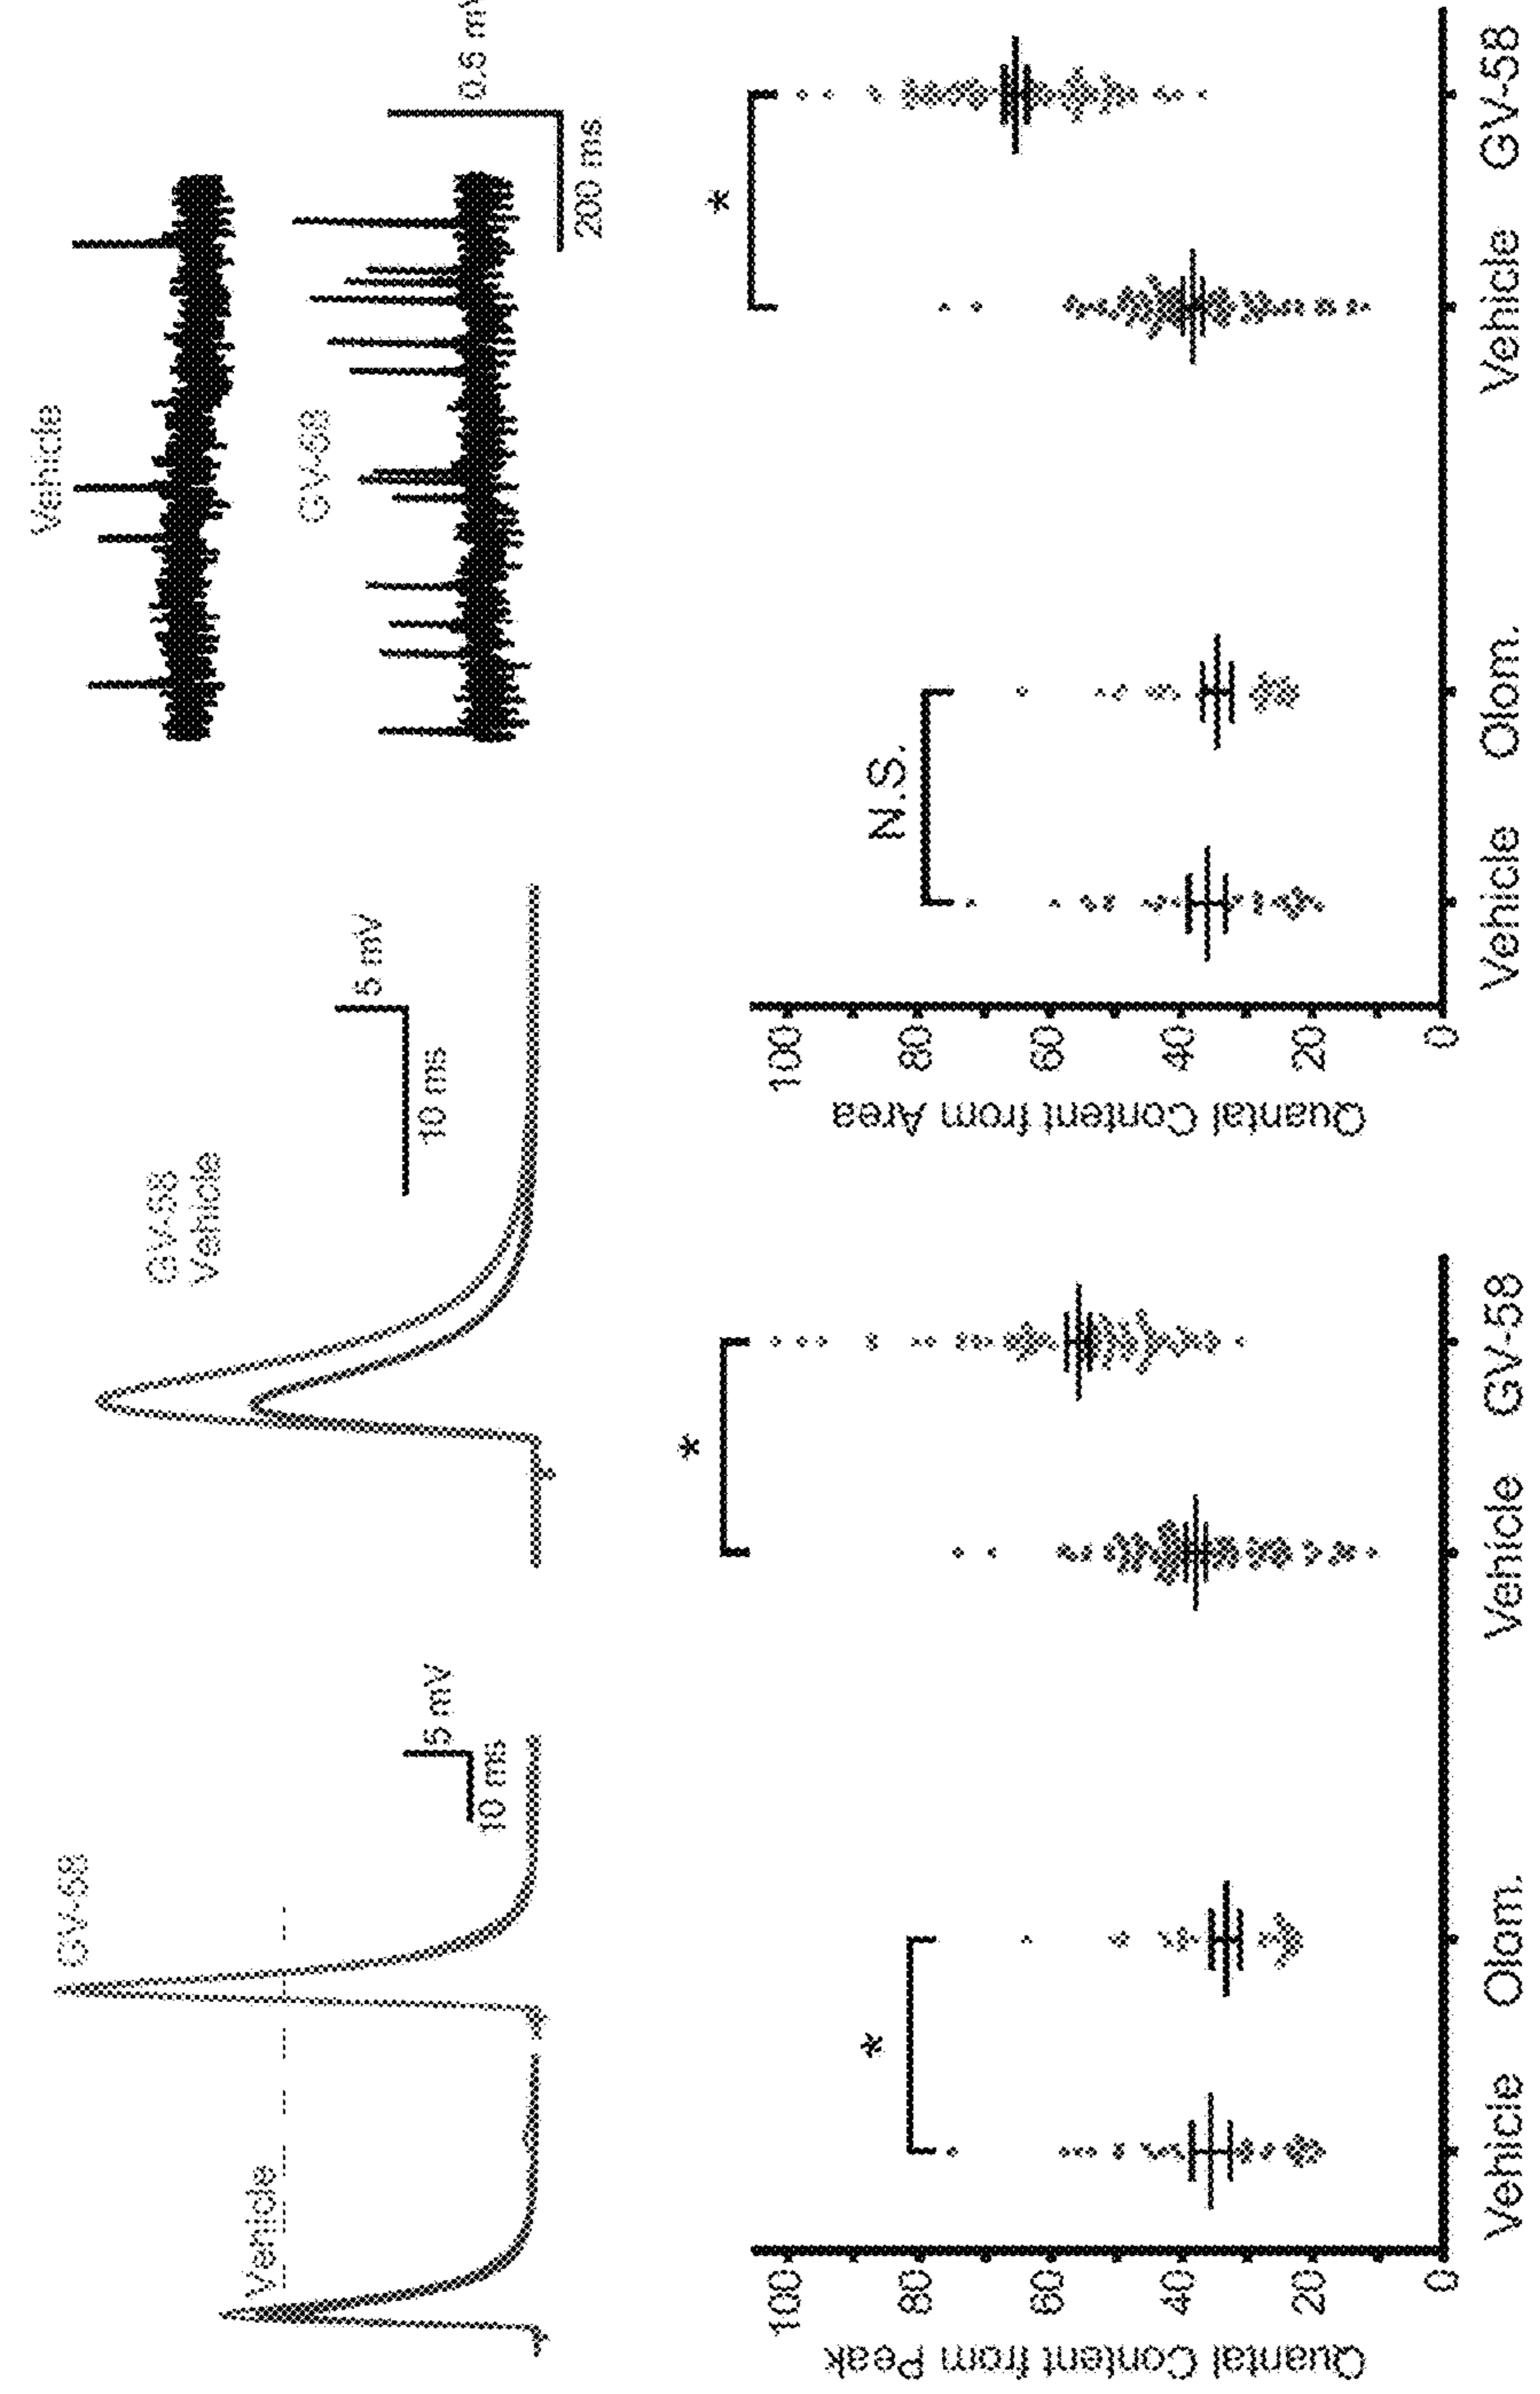 GV-58
Vehicle
5 mV
10 ms
GV-58
Vehicle
5 mV
10 ms
Vehicle
GV-58
0.5 mV
200 ms
Quantal Content from Peak
100
80
60
40
20
0
*
*
Vehicle Olom. Vehicle GV-58
Quantal Content from Area
100
80
60
40
20
0
N.S.
*
Vehicle Olom. Vehicle GV-58